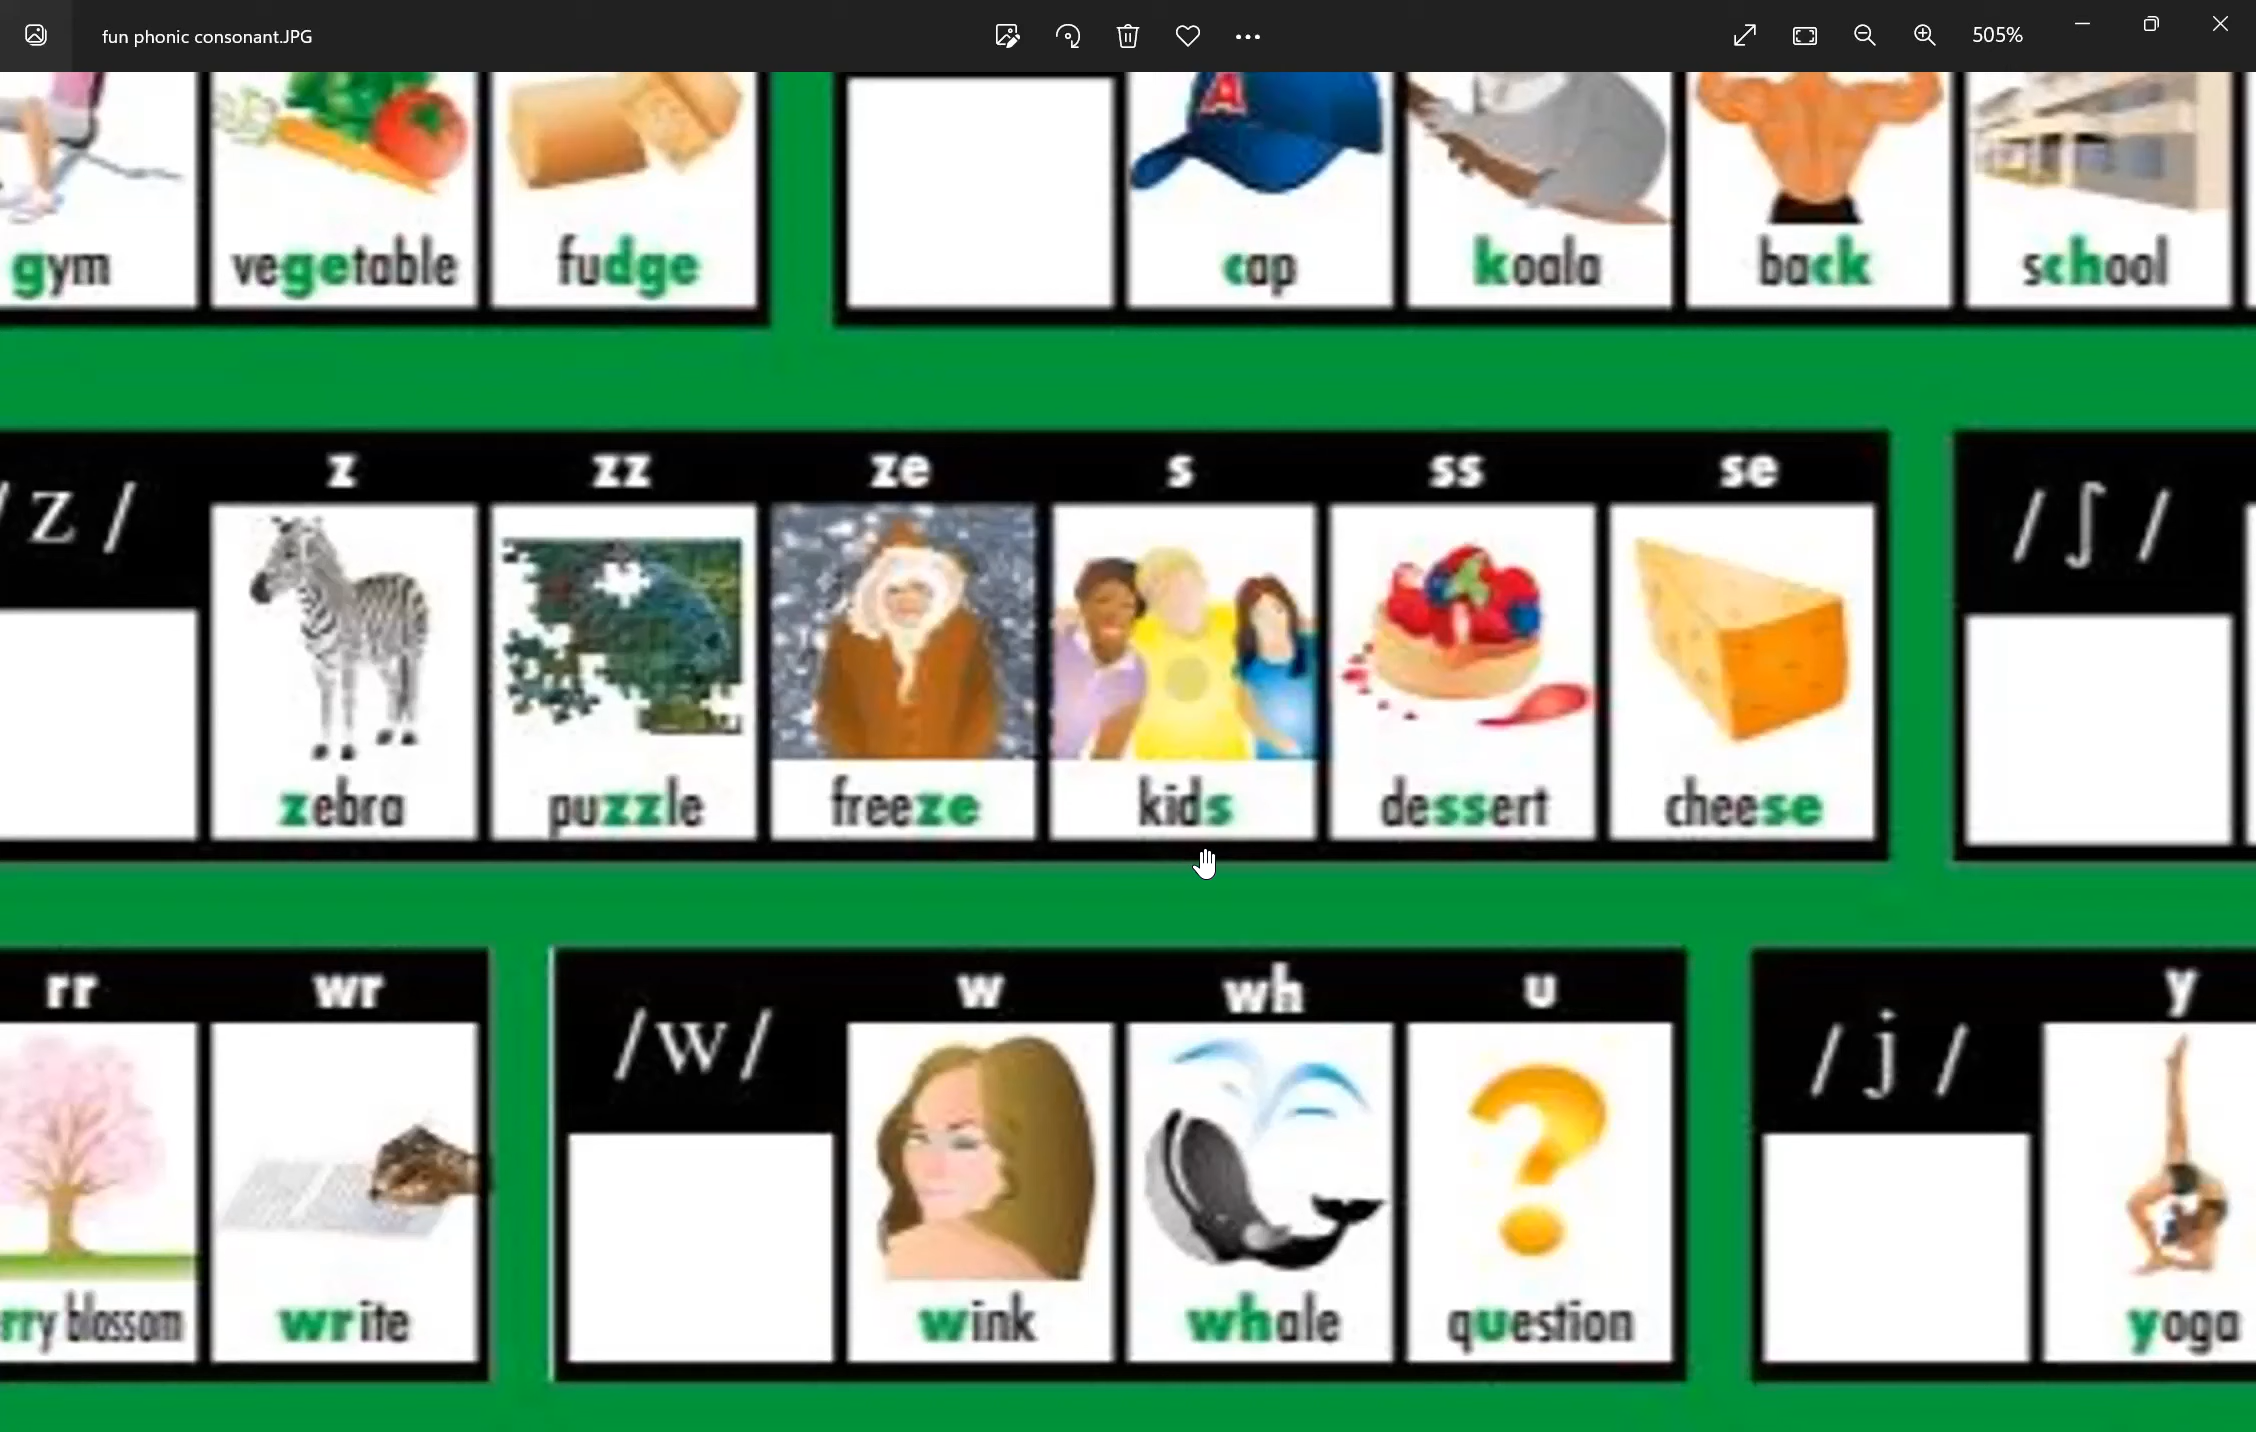 fun phonic consonant.JPG
505%
A
gym vegetable fudge cap koala back school
z zz ze s ss se
/ z / / ʃ /
zebra puzzle freeze kids dessert cheese
rr wr w wh u y
/w/ / j /
rry blossom write wink whale question yoga